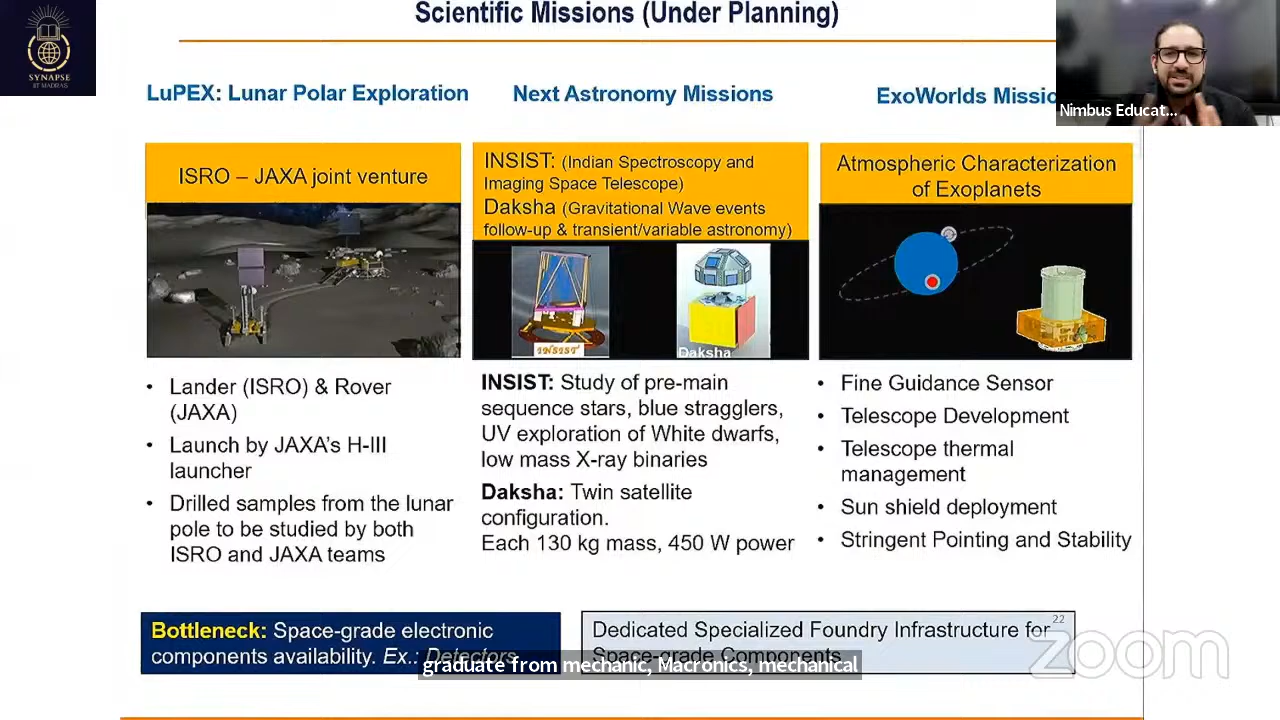 Scientific Missions (Under Planning)
SYNAPSE
IIT MADRAS
Nimbus Educat...
LuPEX: Lunar Polar Exploration
ISRO – JAXA joint venture
• Lander (ISRO) & Rover
(JAXA)
• Launch by JAXA's H-III
launcher
• Drilled samples from the lunar
pole to be studied by both
ISRO and JAXA teams
Next Astronomy Missions
INSIST: (Indian Spectroscopy and
Imaging Space Telescope)
Daksha (Gravitational Wave events
follow-up & transient/variable astronomy)
INSIST
Daksha
INSIST: Study of pre-main
sequence stars, blue stragglers,
UV exploration of White dwarfs,
low mass X-ray binaries
Daksha: Twin satellite
configuration.
Each 130 kg mass, 450 W power
ExoWorlds Missio
Atmospheric Characterization
of Exoplanets
• Fine Guidance Sensor
• Telescope Development
• Telescope thermal
management
• Sun shield deployment
• Stringent Pointing and Stability
Bottleneck: Space-grade electronic
components availability. Ex.: Detectors
Dedicated Specialized Foundry Infrastructure for
Space-grade Components
22
zoom
graduate from mechanic, Macronics, mechanical